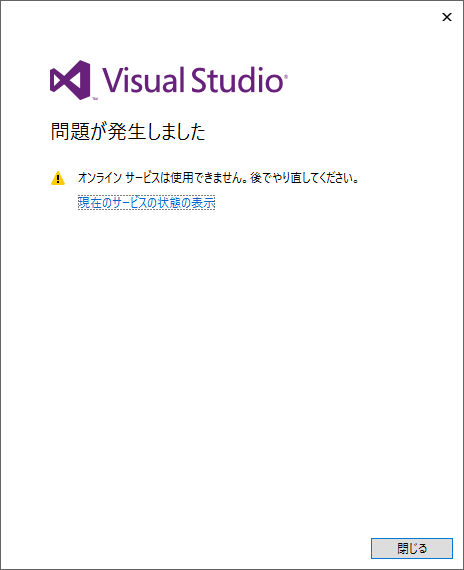 Visual Studio®
問題が発生しました
オンライン サービスは使用できません。後でやり直してください。
現在のサービスの状態の表示
閉じる